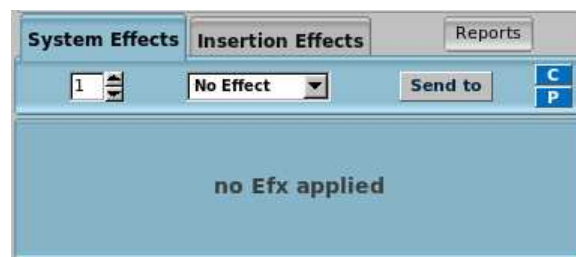 System Effects Insertion Effects Reports
1 No Effect Send to C
P
no Efx applied